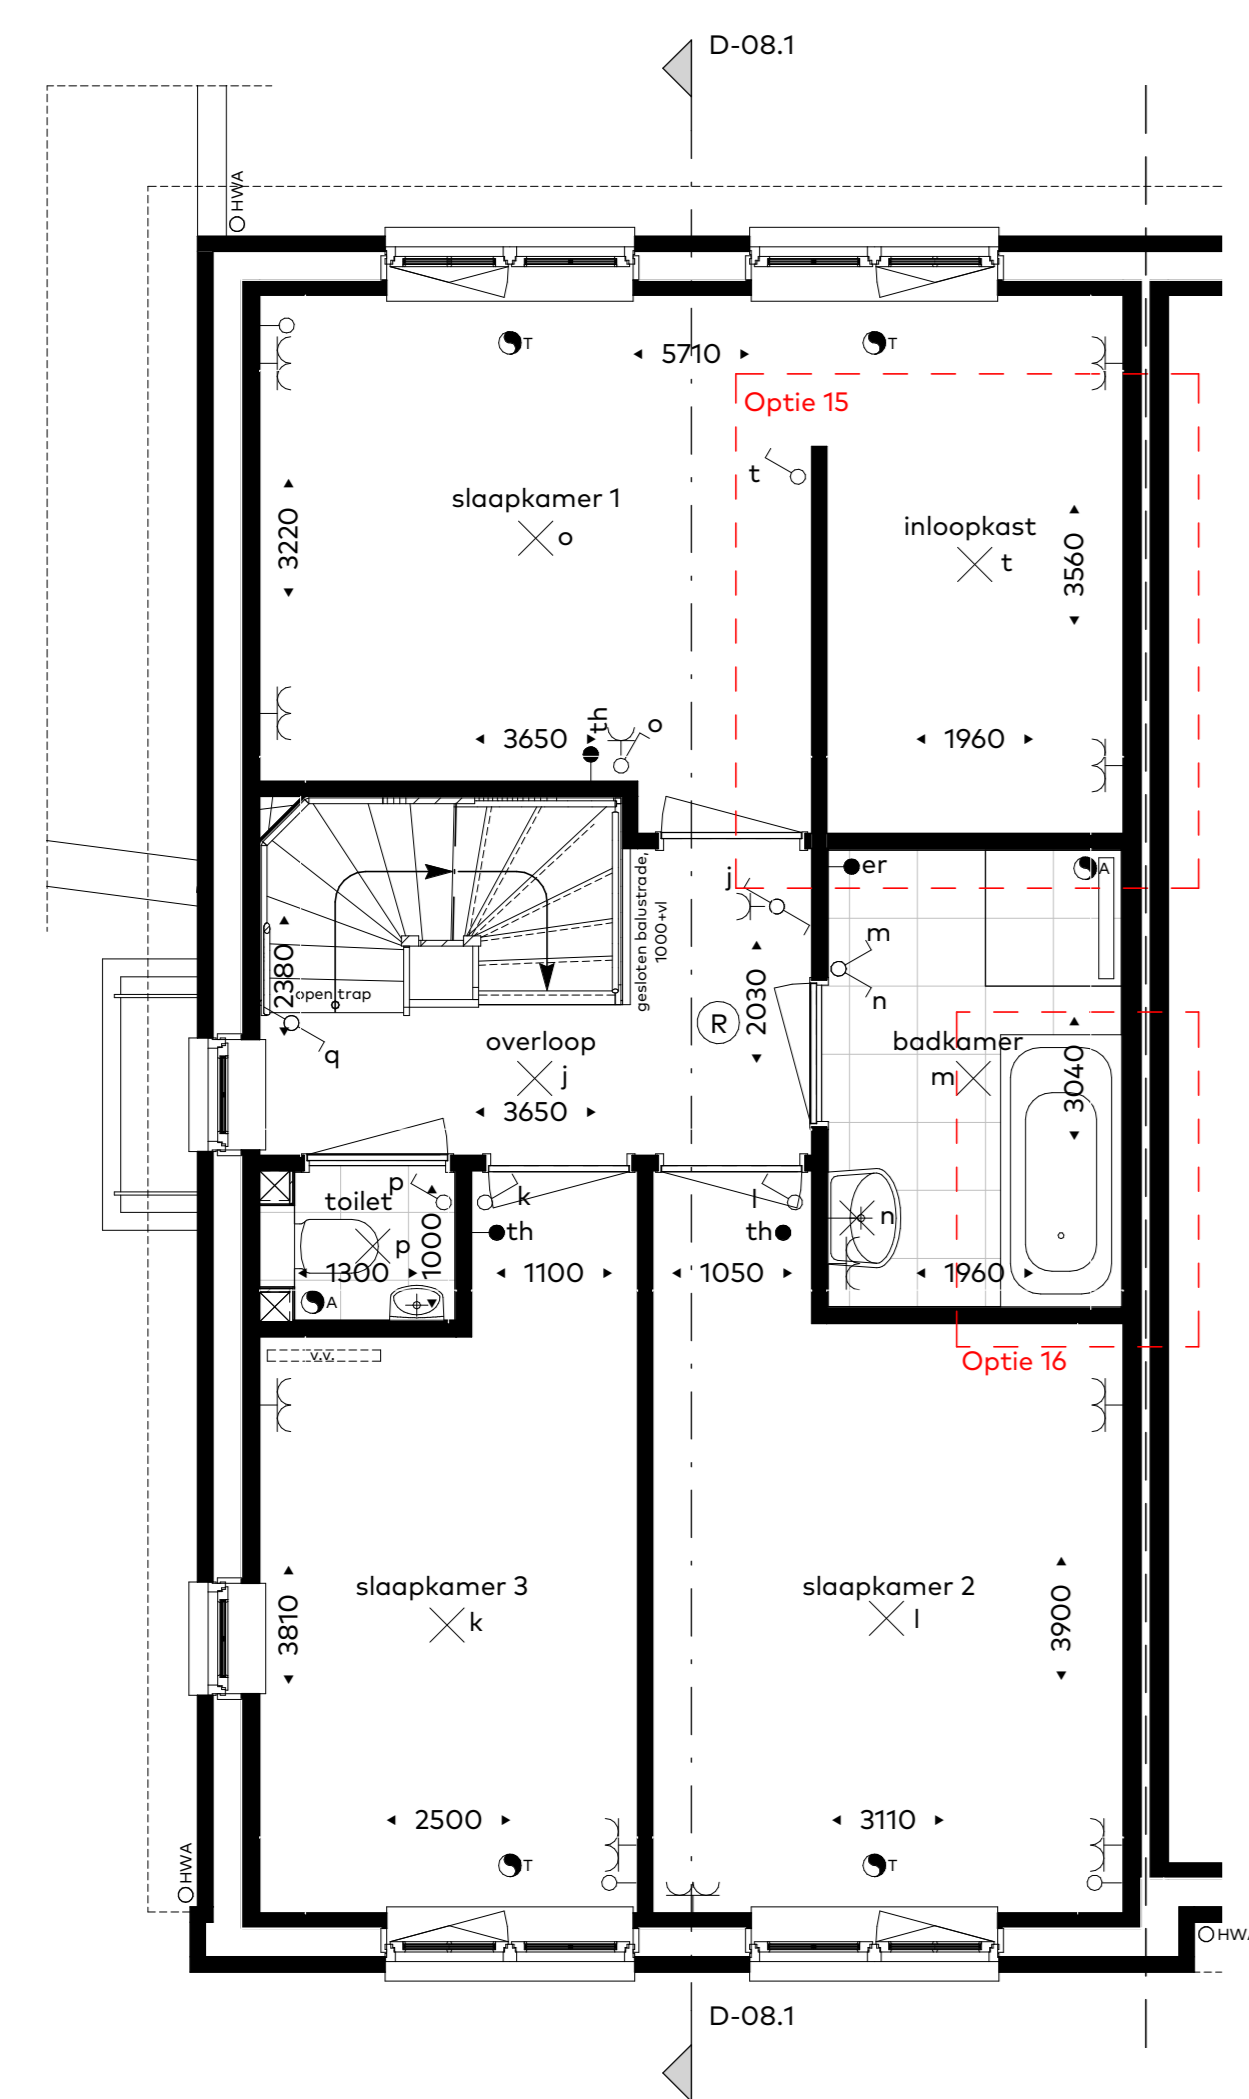 D-08.1
HWA
T
T
5710
Optie 15
t
slaapkamer 1
o
inloopkast
t
3220
3560
th
o
3650
1960
gesloten balustrade,
1000+vl
j
er
A
m
n
2380
open trap
q
overloop
j
3650
R
2030
badkamer
m
3040
toilet
p
p
1000
1300
A
k
th
1100
l
th
1050
n
1960
v.v.
Optie 16
slaapkamer 3
k
3810
slaapkamer 2
l
3900
2500
3110
T
T
HWA
HWA
D-08.1